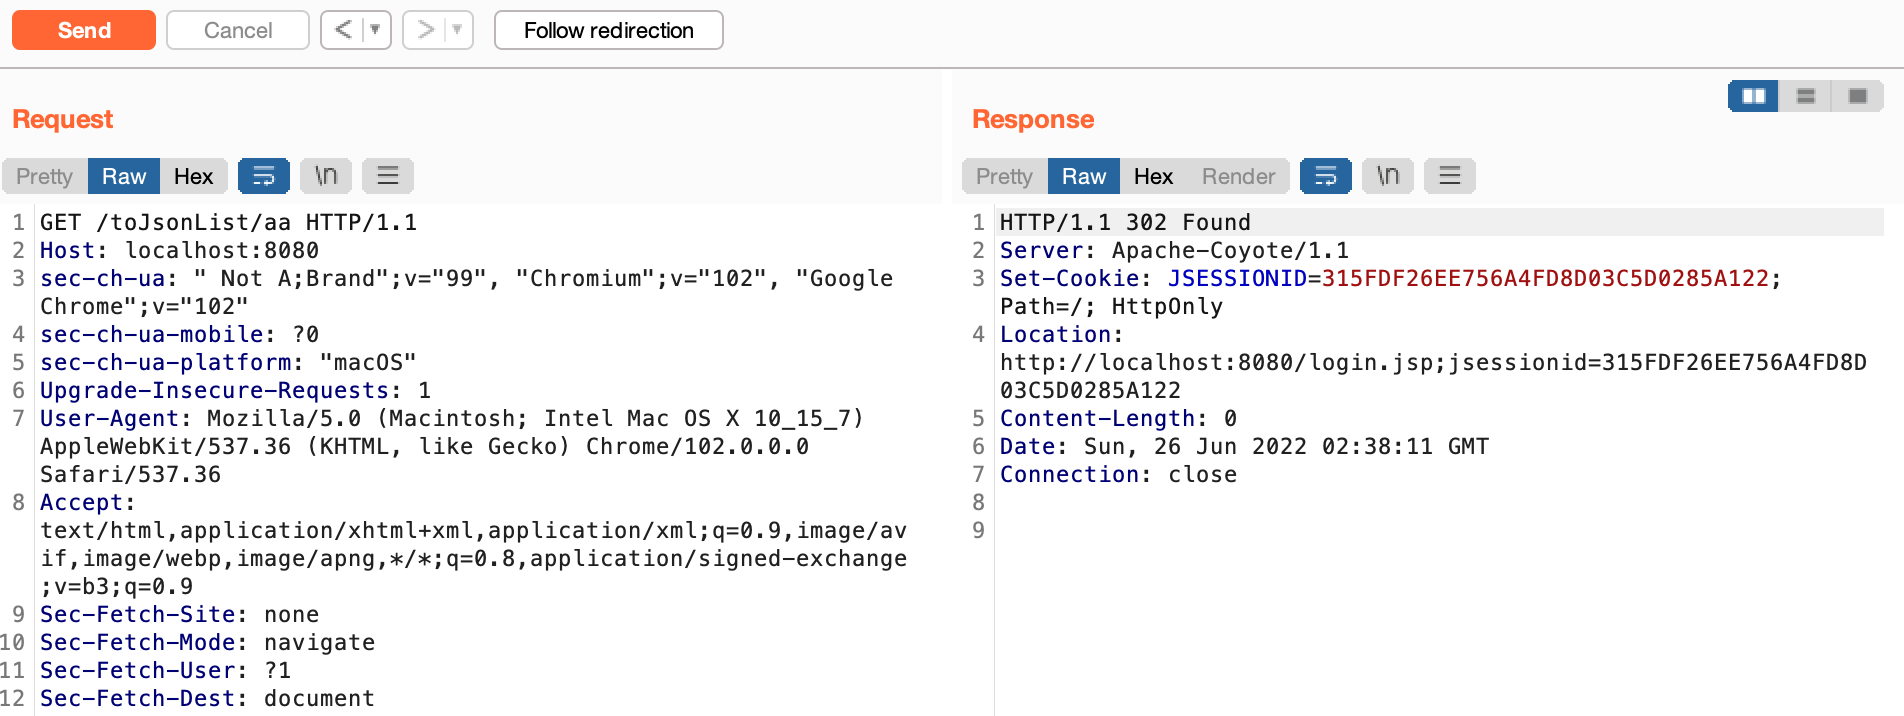 Send Cancel < > Follow redirection
Request
Pretty Raw Hex \n
1 GET /toJsonList/aa HTTP/1.1
2 Host: localhost:8080
3 sec-ch-ua: " Not A;Brand";v="99", "Chromium";v="102", "Google
Chrome";v="102"
4 sec-ch-ua-mobile: ?0
5 sec-ch-ua-platform: "macOS"
6 Upgrade-Insecure-Requests: 1
7 User-Agent: Mozilla/5.0 (Macintosh; Intel Mac OS X 10_15_7)
AppleWebKit/537.36 (KHTML, like Gecko) Chrome/102.0.0.0
Safari/537.36
8 Accept:
text/html,application/xhtml+xml,application/xml;q=0.9,image/av
if,image/webp,image/apng,*/*;q=0.8,application/signed-exchange
;v=b3;q=0.9
9 Sec-Fetch-Site: none
10 Sec-Fetch-Mode: navigate
11 Sec-Fetch-User: ?1
12 Sec-Fetch-Dest: document
Response
Pretty Raw Hex Render \n
1 HTTP/1.1 302 Found
2 Server: Apache-Coyote/1.1
3 Set-Cookie: JSESSIONID=315FDF26EE756A4FD8D03C5D0285A122;
Path=/; HttpOnly
4 Location:
http://localhost:8080/login.jsp;jsessionid=315FDF26EE756A4FD8D
03C5D0285A122
5 Content-Length: 0
6 Date: Sun, 26 Jun 2022 02:38:11 GMT
7 Connection: close
8
9